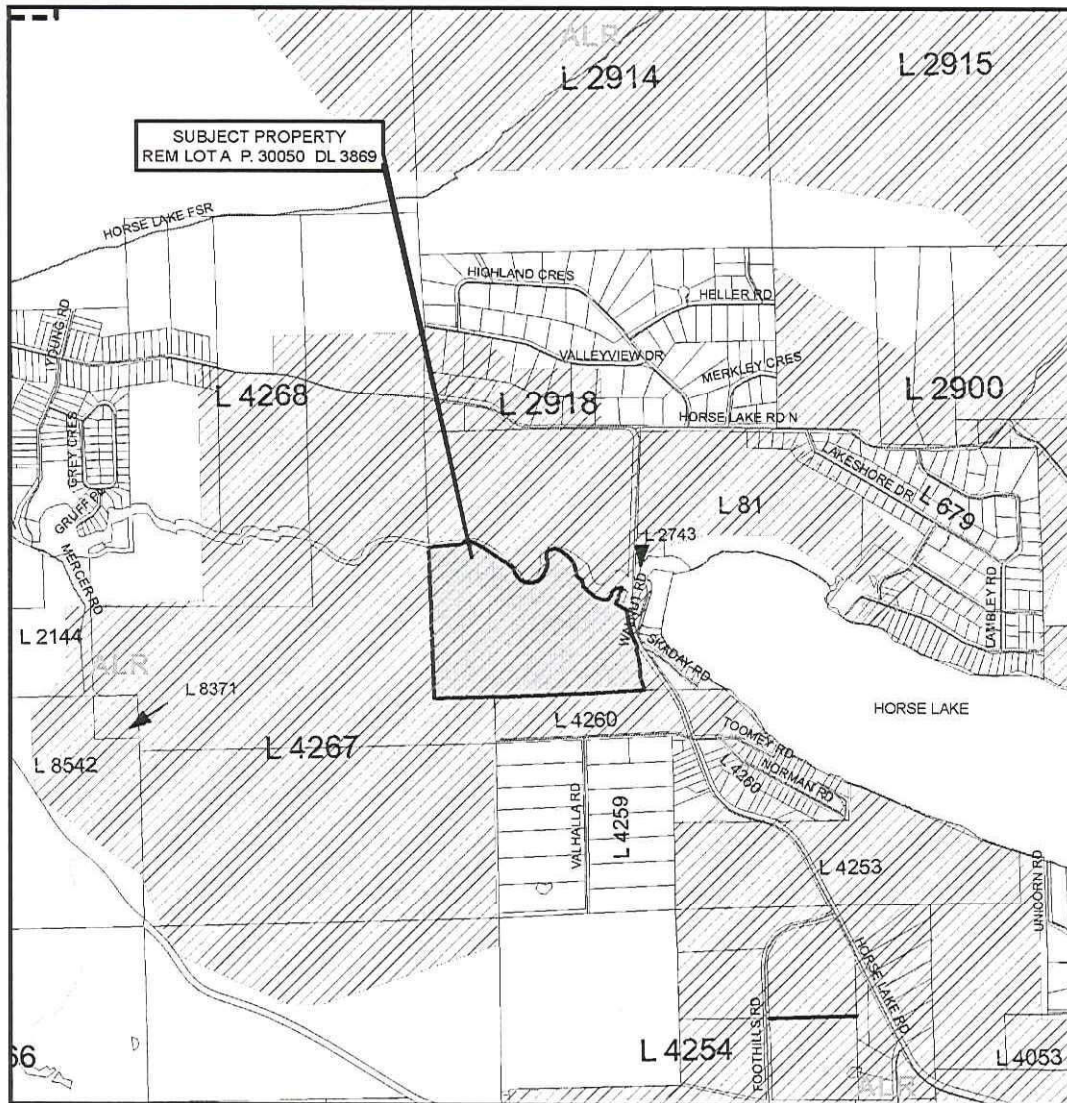 ALR
L 2914
L 2915
SUBJECT PROPERTY
REM LOT A P. 30050 DL 3869
HORSE LAKE FSR
HIGHLAND CRES
HELLER RD
YOUNG RD
VALLEYVIEW DR
MERKLEY CRES
L 4268
L 2918
L 2900
HORSE LAKE RD N
GREY CRES
LAKESHORE DR
L 679
L 81
GRUFF PL
L 2743
MERCER RD
WALNUT RD
LAMBLEY RD
L 2144
SKADAY RD
ALR
L 8371
HORSE LAKE
L 4260
TOOMEY RD
L 4267
L 8542
NORMAN RD
L 4260
VALHALLA RD
L 4259
L 4253
UNICORN RD
HORSE LAKE RD
FOOTHILLS RD
66
L 4254
L 4053
ALR